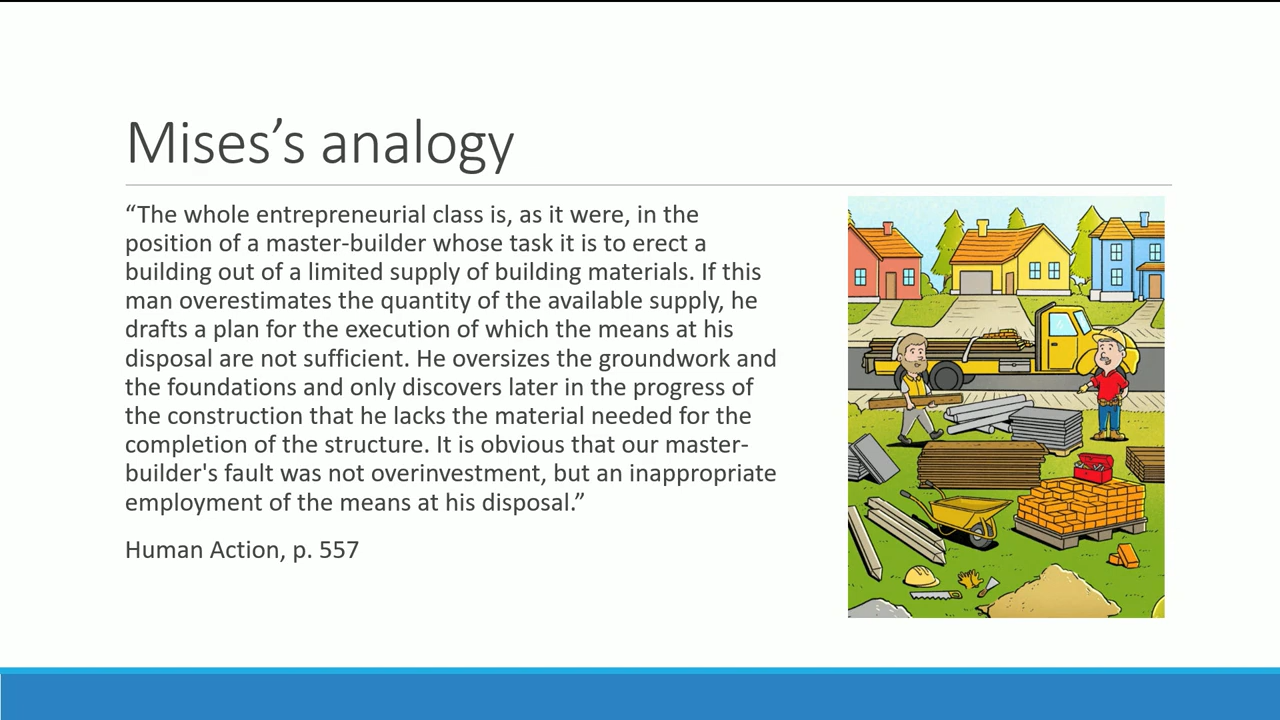 Mises’s analogy
“The whole entrepreneurial class is, as it were, in the
position of a master-builder whose task it is to erect a
building out of a limited supply of building materials. If this
man overestimates the quantity of the available supply, he
drafts a plan for the execution of which the means at his
disposal are not sufficient. He oversizes the groundwork and
the foundations and only discovers later in the progress of
the construction that he lacks the material needed for the
completion of the structure. It is obvious that our master-
builder's fault was not overinvestment, but an inappropriate
employment of the means at his disposal.”
Human Action, p. 557